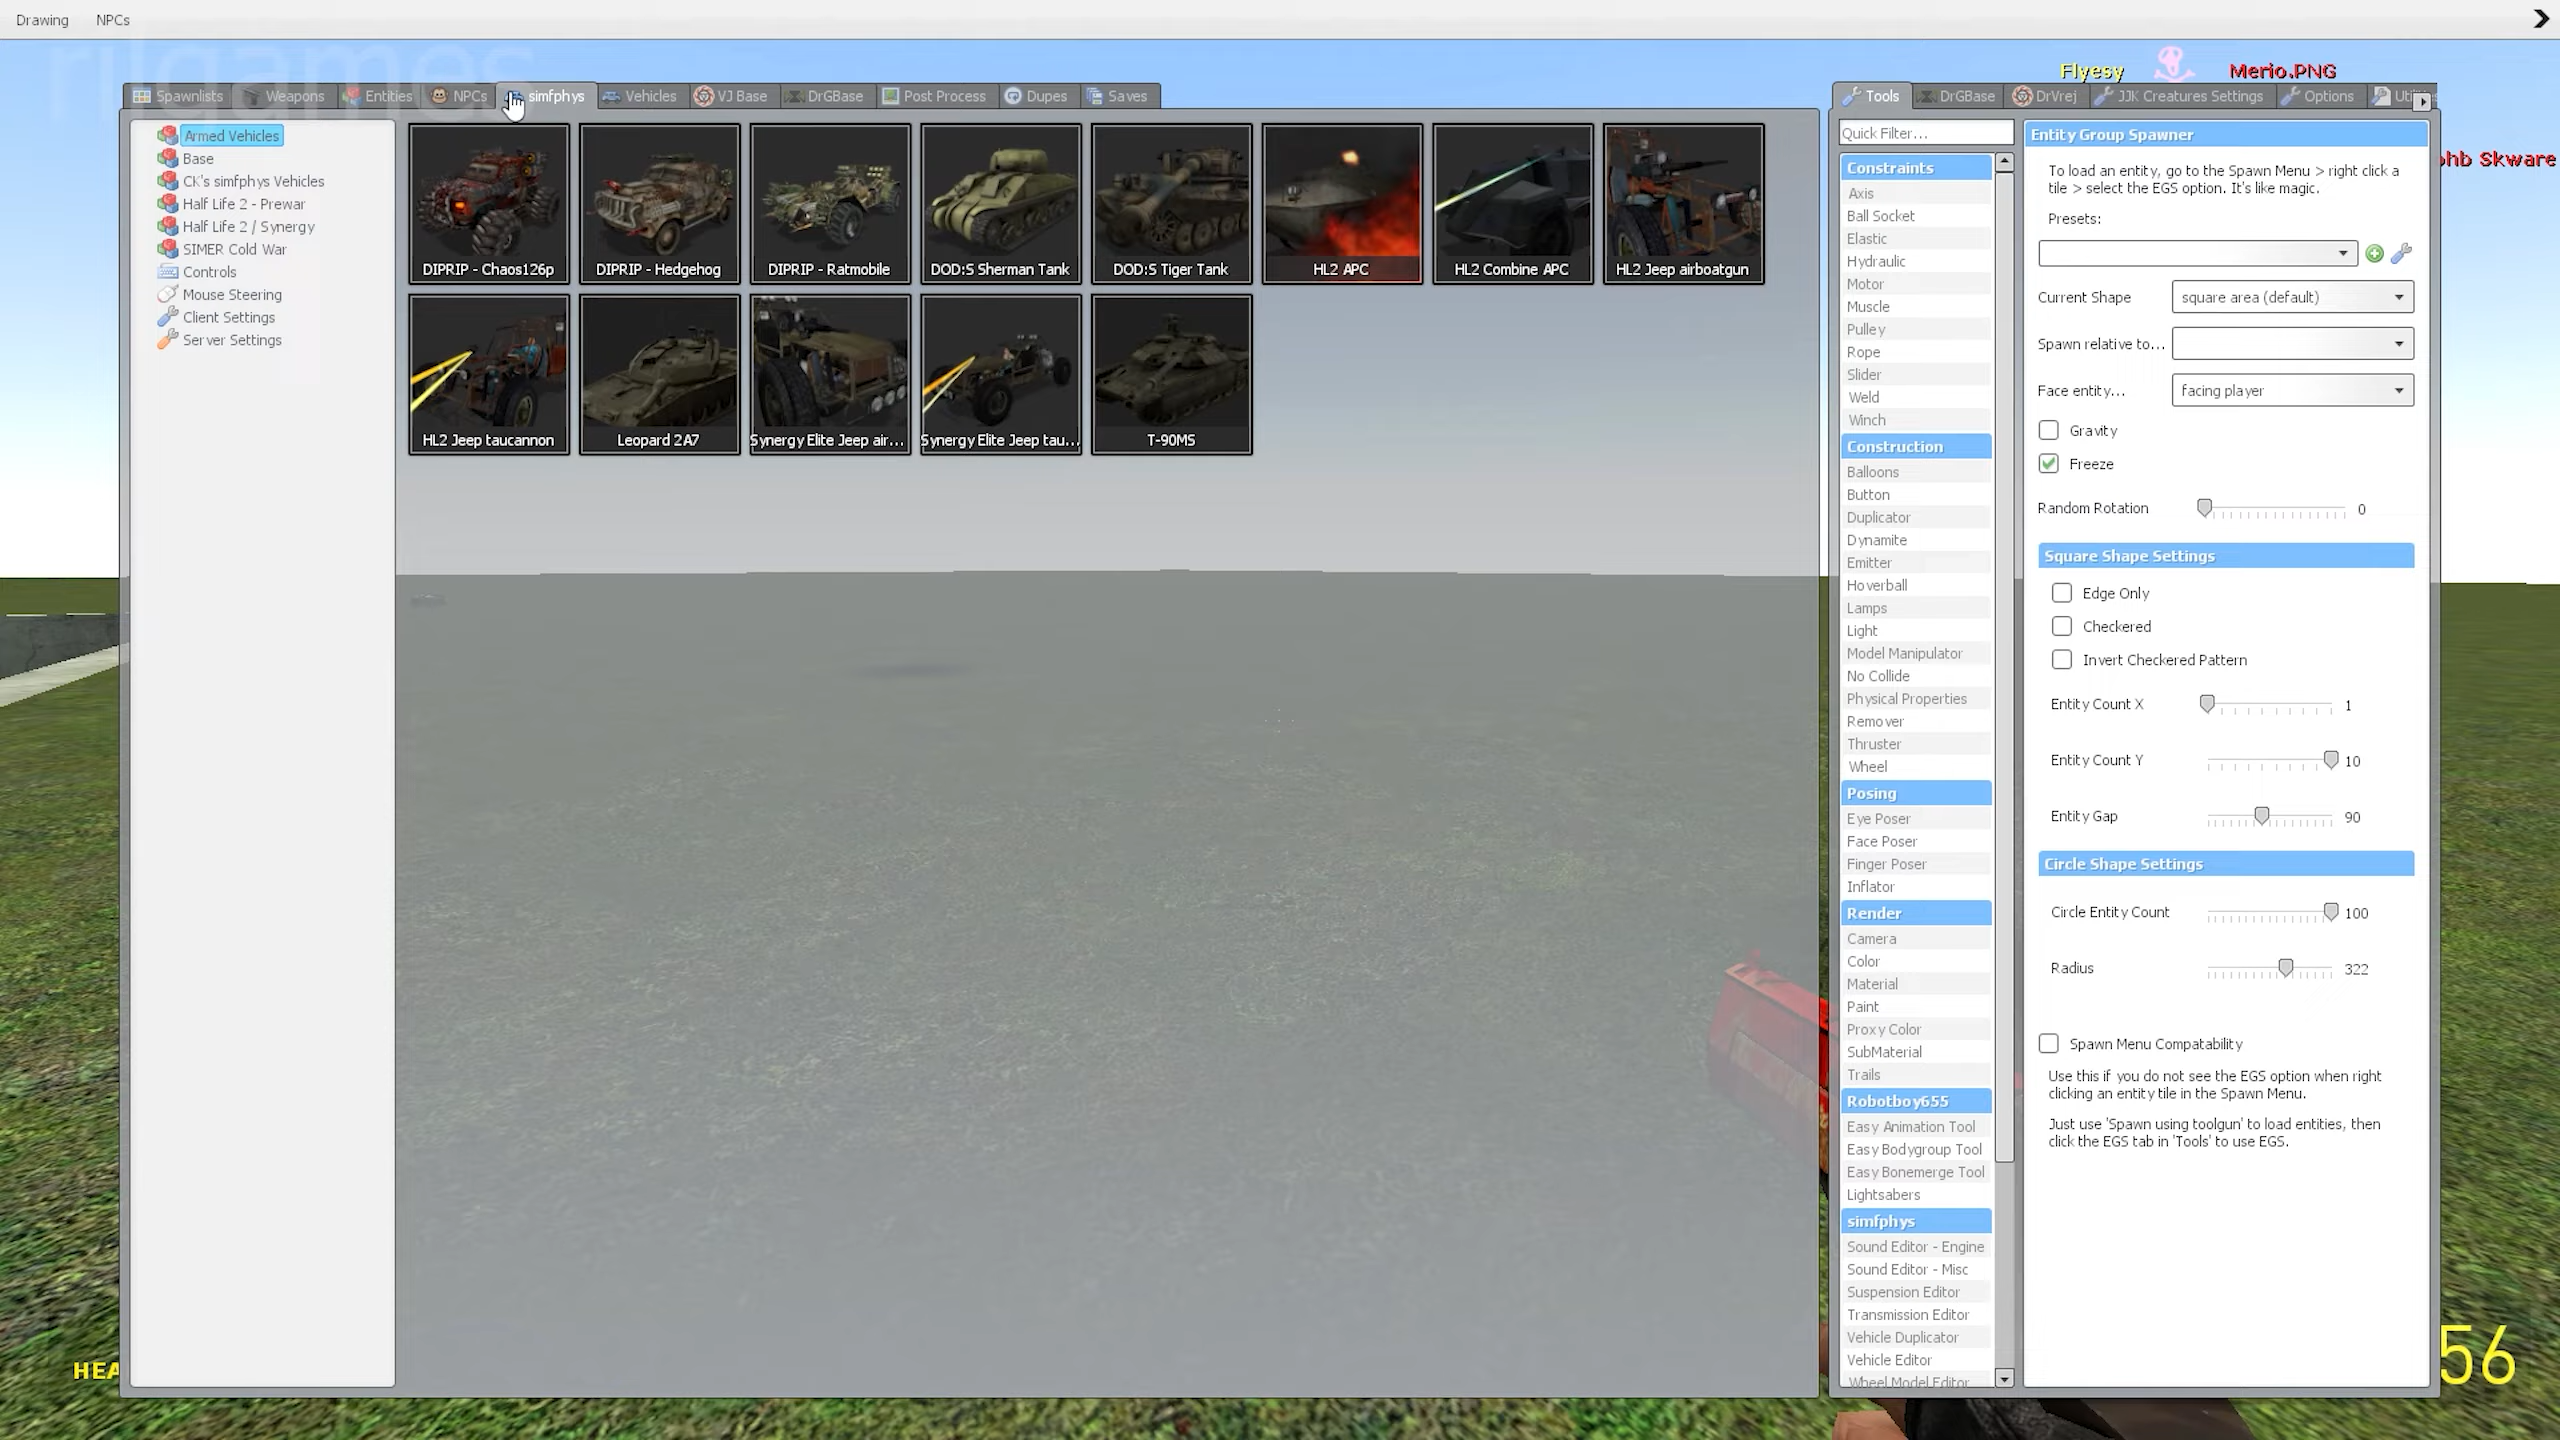 Drawing NPCs
rilgames
Flyesy Merio.PNG
Spawnlists Weapons Entities NPCs simfphys Vehicles VJ Base DrGBase Post Process Dupes Saves
Armed Vehicles
Base
CK's simfphys Vehicles
Half Life 2 - Prewar
Half Life 2 / Synergy
SIMER Cold War
Controls
Mouse Steering
Client Settings
Server Settings
DIPRIP - Chaos126p DIPRIP - Hedgehog DIPRIP - Ratmobile DOD:S Sherman Tank DOD:S Tiger Tank HL2 APC HL2 Combine APC HL2 Jeep airboatgun
HL2 Jeep taucannon Leopard 2A7 Synergy Elite Jeep air... Synergy Elite Jeep tau... T-90MS
Tools DrGBase DrVrej JJK Creatures Settings Options
Quick Filter...
Constraints
Axis
Ball Socket
Elastic
Hydraulic
Motor
Muscle
Pulley
Rope
Slider
Weld
Winch
Construction
Balloons
Button
Duplicator
Dynamite
Emitter
Hoverball
Lamps
Light
Model Manipulator
No Collide
Physical Properties
Remover
Thruster
Wheel
Posing
Eye Poser
Face Poser
Finger Poser
Inflator
Render
Camera
Color
Material
Paint
Proxy Color
SubMaterial
Trails
Robotboy655
Easy Animation Tool
Easy Bodygroup Tool
Easy Bonemerge Tool
Lightsabers
simfphys
Sound Editor - Engine
Sound Editor - Misc
Suspension Editor
Transmission Editor
Vehicle Duplicator
Vehicle Editor
Wheel Model Editor
Entity Group Spawner
To load an entity, go to the Spawn Menu > right click a
tile > select the EGS option. It's like magic.
Presets:
Current Shape square area (default)
Spawn relative to...
Face entity... facing player
Gravity
Freeze
Random Rotation 0
Square Shape Settings
Edge Only
Checkered
Invert Checkered Pattern
Entity Count X 1
Entity Count Y 10
Entity Gap 90
Circle Shape Settings
Circle Entity Count 100
Radius 322
Spawn Menu Compatability
Use this if you do not see the EGS option when right
clicking an entity tile in the Spawn Menu.
Just use 'Spawn using toolgun' to load entities, then
click the EGS tab in 'Tools' to use EGS.
Skware
HEA
56